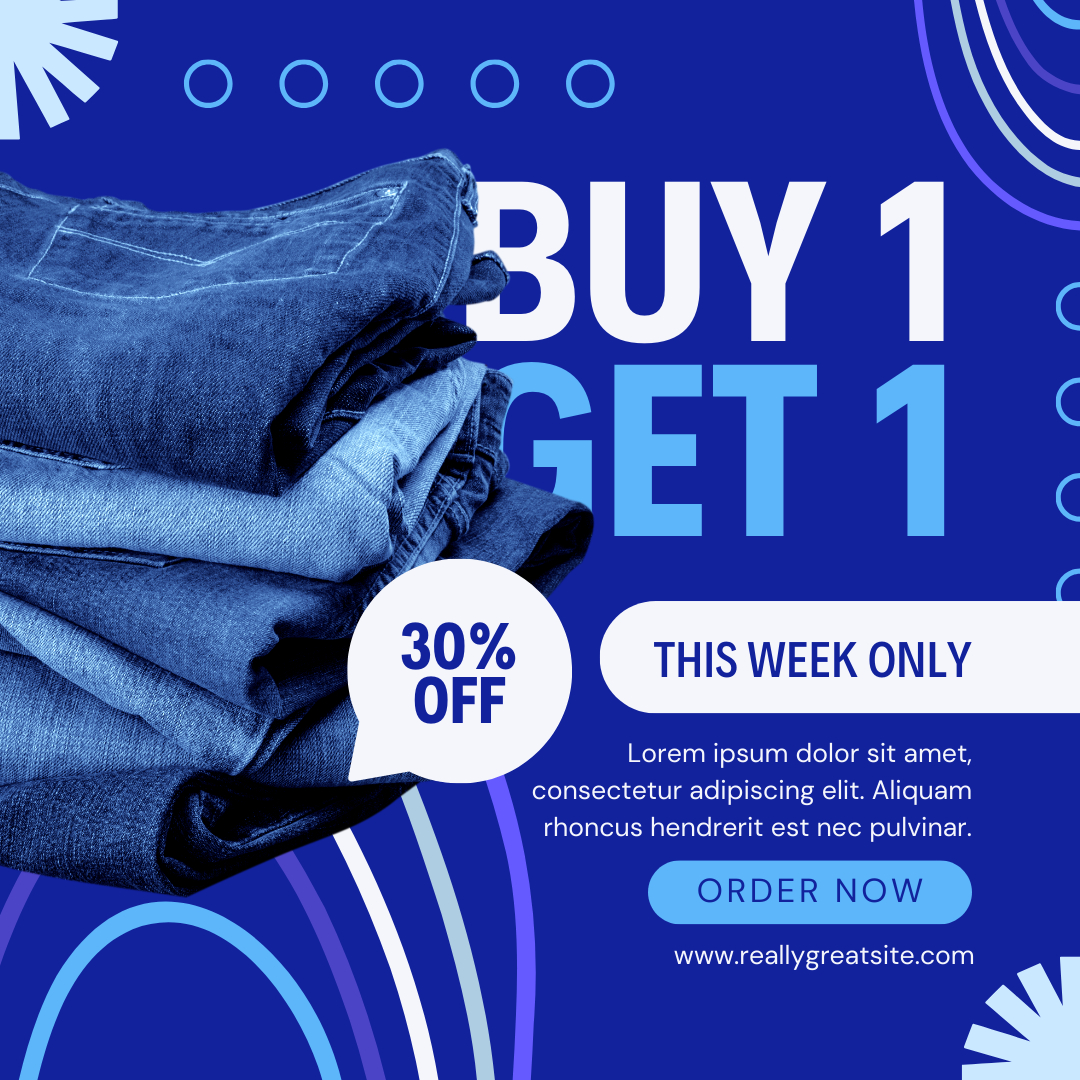 BUY 1
GET 1
30%
OFF
THIS WEEK ONLY
Lorem ipsum dolor sit amet,
consectetur adipiscing elit. Aliquam
rhoncus hendrerit est nec pulvinar.
ORDER NOW
www.reallygreatsite.com